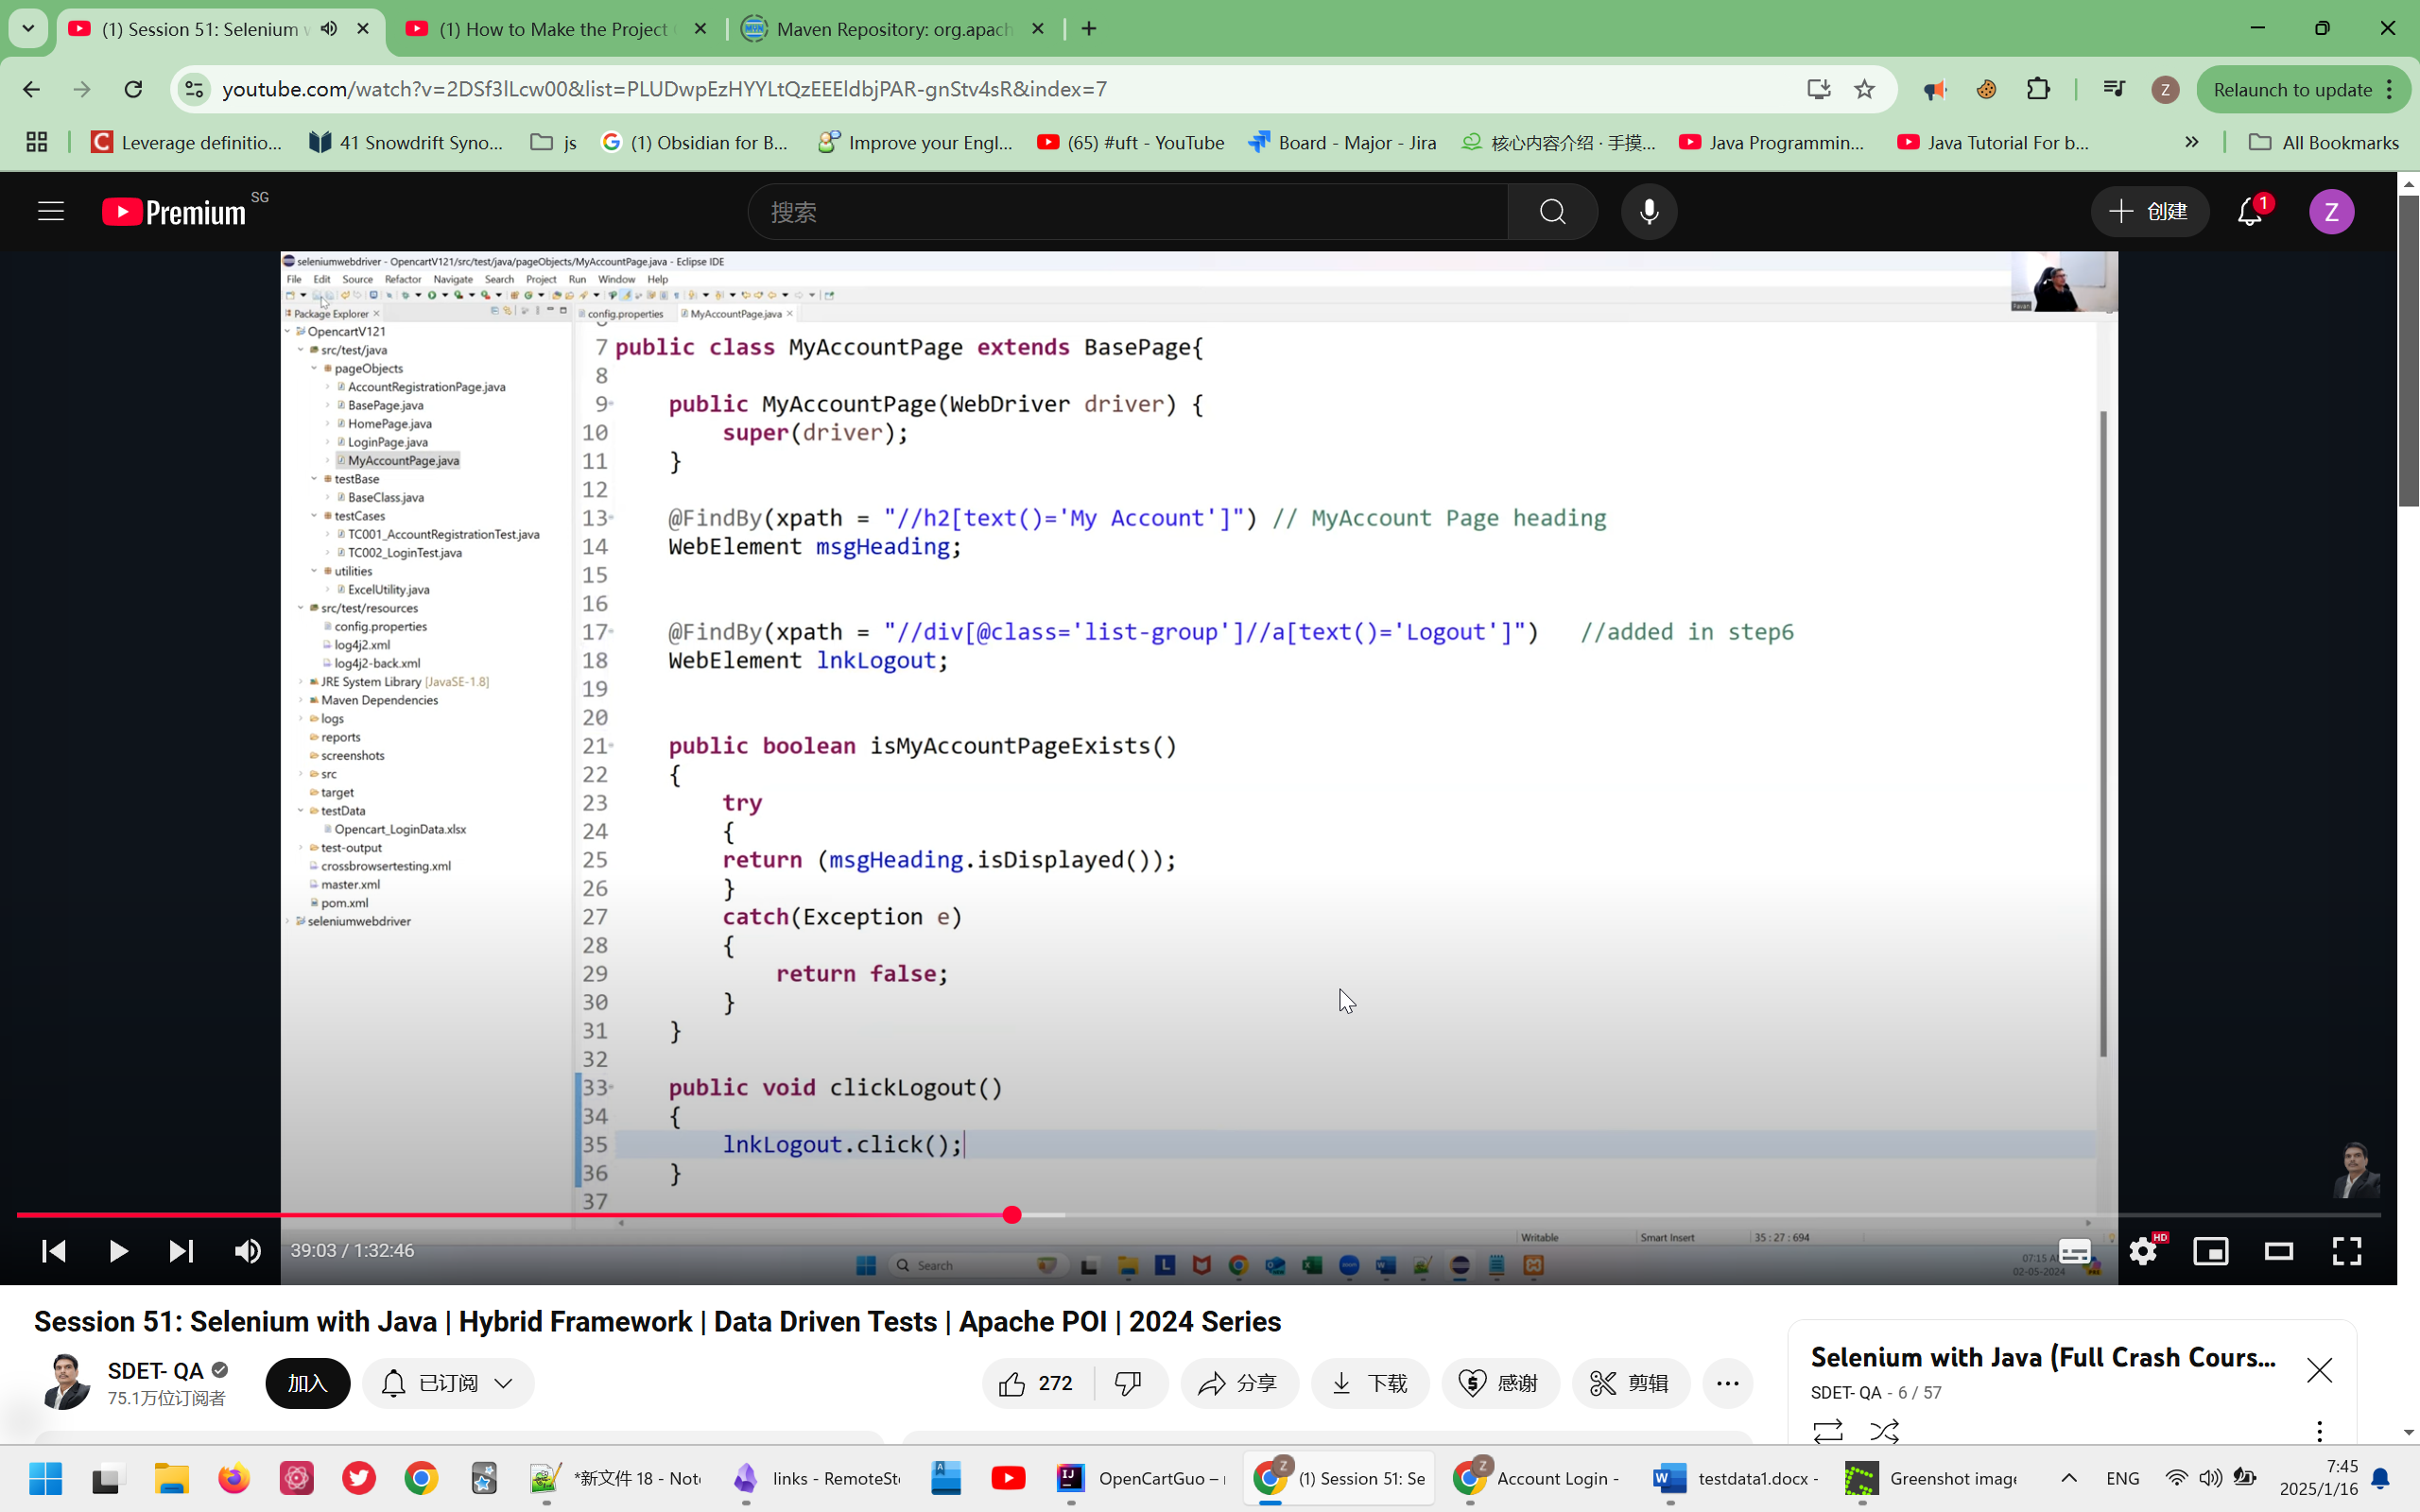 (1) Session 51: Selenium w
(1) How to Make the Project
Maven Repository: org.apach
youtube.com/watch?v=2DSf3lLcw00&list=PLUDwpEzHYYLtQzEEEldbjPAR-gnStv4sR&index=7
Z
Relaunch to update
Leverage definitio...
41 Snowdrift Syno...
js
(1) Obsidian for B...
Improve your Engl...
(65) #uft - YouTube
Board - Major - Jira
核心内容介绍 · 手摸...
Java Programmin...
Java Tutorial For b...
All Bookmarks
Premium SG
搜索
创建
1
Z
seleniumwebdriver - OpencartV121/src/test/java/pageObjects/MyAccountPage.java - Eclipse IDE
File Edit Source Refactor Navigate Search Project Run Window Help
Package Explorer
config.properties
MyAccountPage.java
OpencartV121
src/test/java
pageObjects
AccountRegistrationPage.java
BasePage.java
HomePage.java
LoginPage.java
MyAccountPage.java
testBase
BaseClass.java
testCases
TC001_AccountRegistrationTest.java
TC002_LoginTest.java
utilities
ExcelUtility.java
src/test/resources
config.properties
log4j2.xml
log4j2-back.xml
JRE System Library [JavaSE-1.8]
Maven Dependencies
logs
reports
screenshots
src
target
testData
Opencart_LoginData.xlsx
test-output
crossbrowsertesting.xml
master.xml
pom.xml
seleniumwebdriver
7 public class MyAccountPage extends BasePage{
8
9 public MyAccountPage(WebDriver driver) {
10 super(driver);
11 }
12
13 @FindBy(xpath = "//h2[text()='My Account']") // MyAccount Page heading
14 WebElement msgHeading;
15
16
17 @FindBy(xpath = "//div[@class='list-group']//a[text()='Logout']") //added in step6
18 WebElement lnkLogout;
19
20
21 public boolean isMyAccountPageExists()
22 {
23 try
24 {
25 return (msgHeading.isDisplayed());
26 }
27 catch(Exception e)
28 {
29 return false;
30 }
31 }
32
33 public void clickLogout()
34 {
35 lnkLogout.click();
36 }
37
Writable
Smart Insert
35 : 27 : 694
Search
02-05-2024
39:03 / 1:32:46
HD
Session 51: Selenium with Java | Hybrid Framework | Data Driven Tests | Apache POI | 2024 Series
SDET- QA
75.1万位订阅者
加入
已订阅
272
分享
下载
感谢
剪辑
Selenium with Java (Full Crash Cours...
SDET- QA - 6 / 57
*新文件 18 - Not
links - RemoteSt
OpenCartGuo –
(1) Session 51: Se
Account Login -
testdata1.docx -
Greenshot image
ENG
7:45
2025/1/16